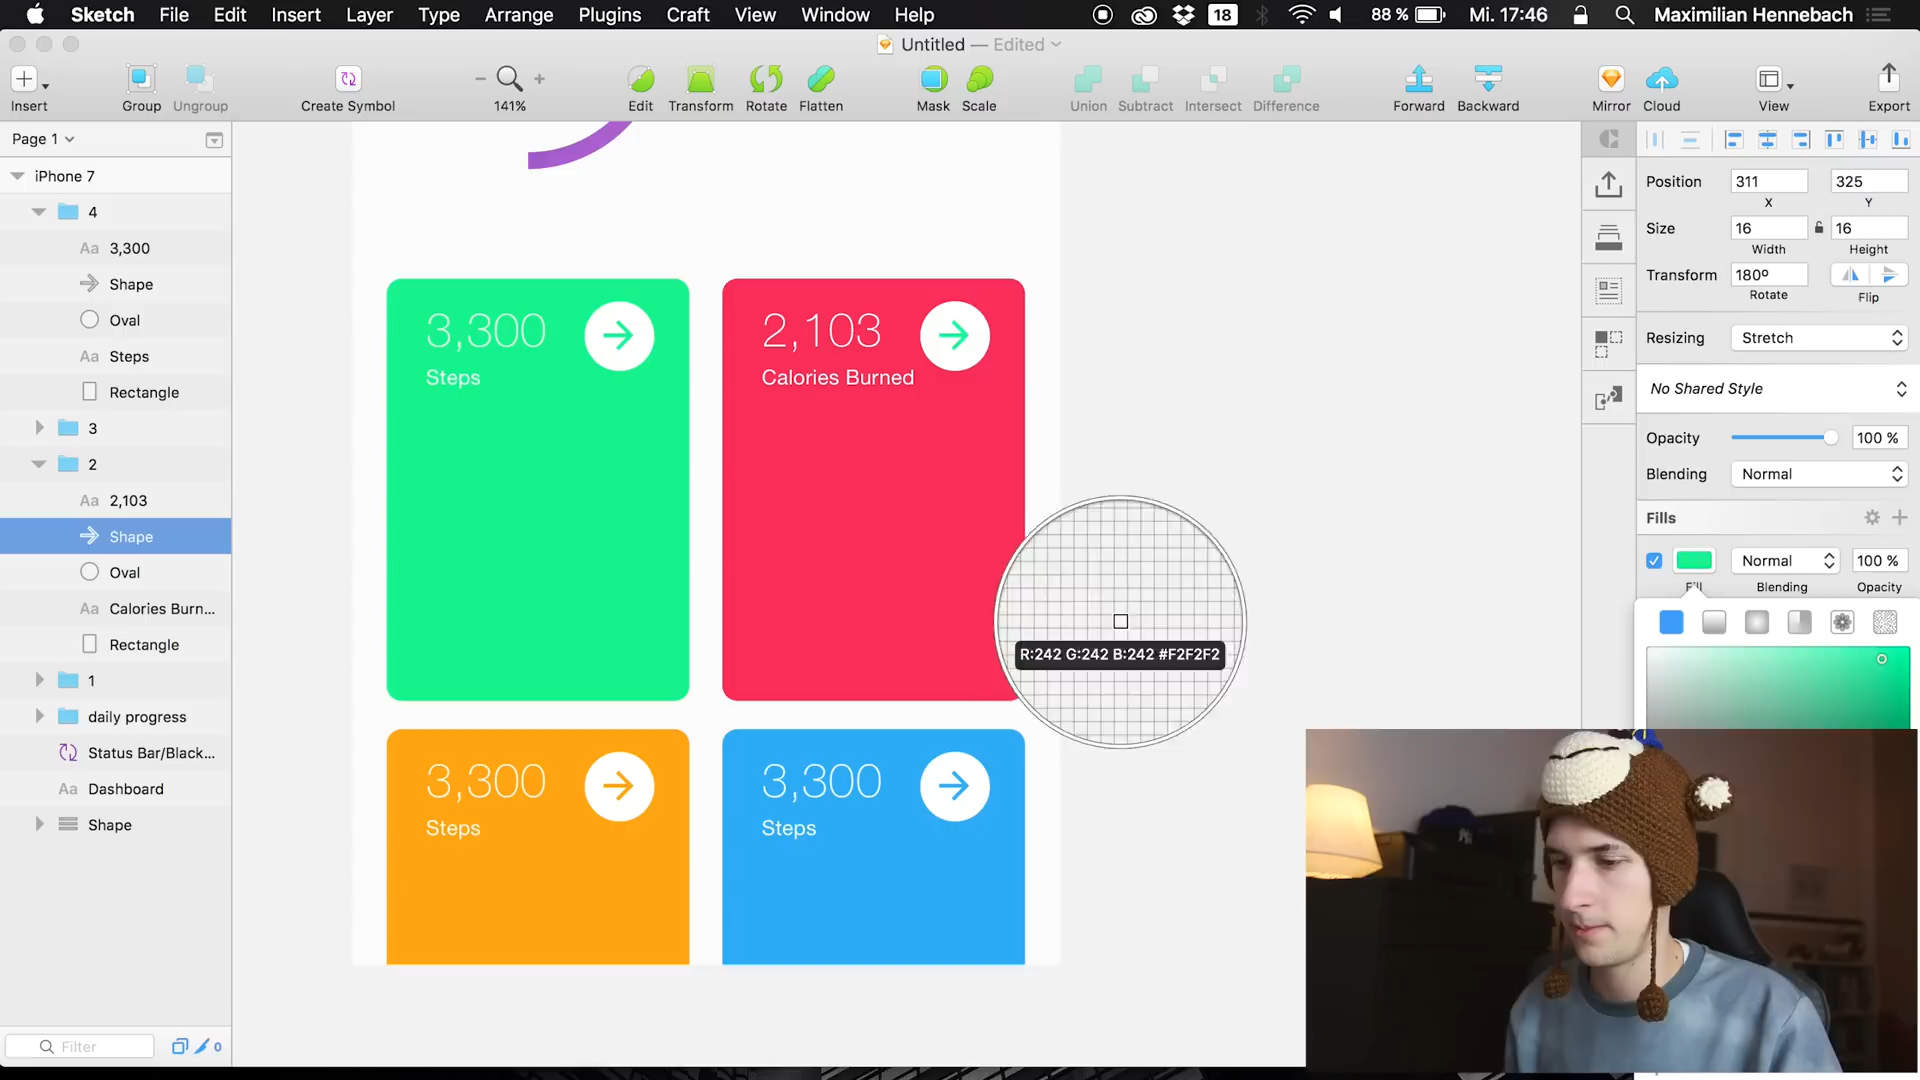 Sketch File Edit Insert Layer Type Arrange Plugins Craft View Window Help 18 88 % Mi. 17:46 Maximilian Hennebach
Untitled — Edited
Insert Group Ungroup Create Symbol 141% Edit Transform Rotate Flatten Mask Scale Union Subtract Intersect Difference Forward Backward Mirror Cloud View Export
Page 1
iPhone 7
4
3,300
Shape
Oval
Steps
Rectangle
3
2
2,103
Shape
Oval
Calories Burn...
Rectangle
1
daily progress
Status Bar/Black...
Dashboard
Shape
Filter 0
3,300
Steps
2,103
Calories Burned
3,300
Steps
3,300
Steps
R:242 G:242 B:242 #F2F2F2
Position 311 325
X Y
Size 16 16
Width Height
Transform 180º
Rotate Flip
Resizing Stretch
No Shared Style
Opacity 100 %
Blending Normal
Fills
Normal 100 %
Fill Blending Opacity